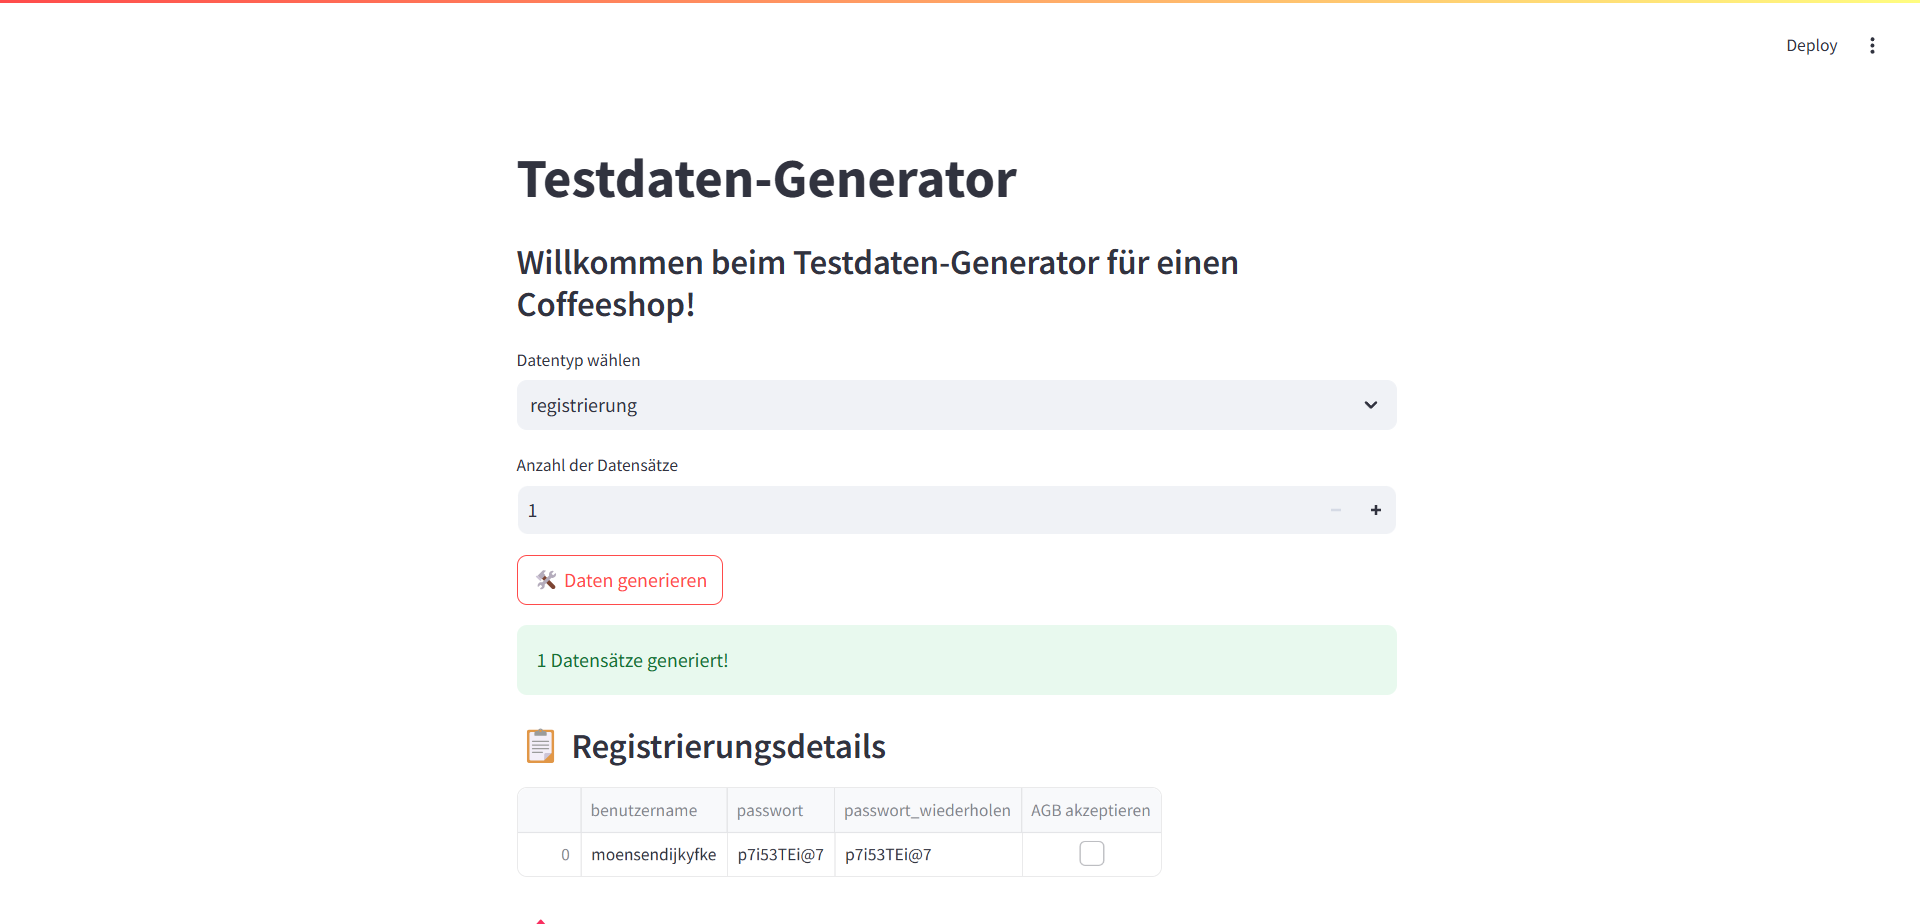 Deploy
Testdaten-Generator
Willkommen beim Testdaten-Generator für einen
Coffeeshop!
Datentyp wählen
registrierung
Anzahl der Datensätze
1
Daten generieren
1 Datensätze generiert!
Registrierungsdetails
benutzername passwort passwort_wiederholen AGB akzeptieren
0 moensendijkyfke p7i53TEi@7 p7i53TEi@7